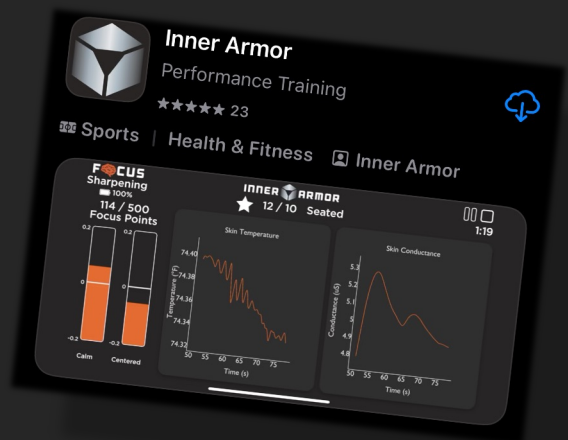 Inner Armor
Performance Training
★★★★★ 23
Sports | Health & Fitness Inner Armor
FOCUS
Sharpening
100%
114 / 500
Focus Points
0.2
0.2
0
0
-0.2
-0.2
Calm Centered
INNER ARMOR
★ 12 / 10 Seated
1:19
Skin Temperature
Temperature (°F)
74.40
74.38
74.36
74.34
74.32
50 55 60 65 70 75
Time (s)
Skin Conductance
Conductance (uS)
5.3
5.2
5.1
5
4.9
4.8
50 55 60 65 70 75
Time (s)